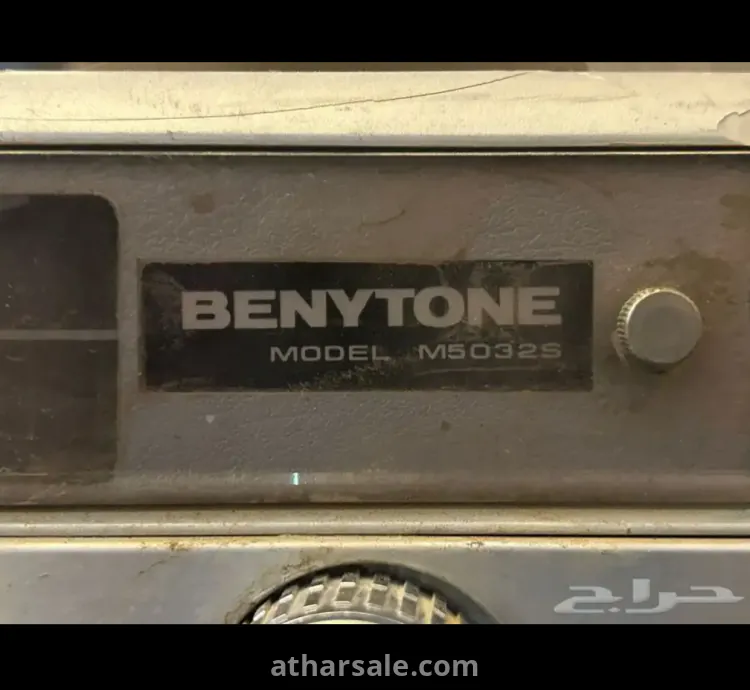 BENYTONE
MODEL M5032S
حراج
atharsale.com